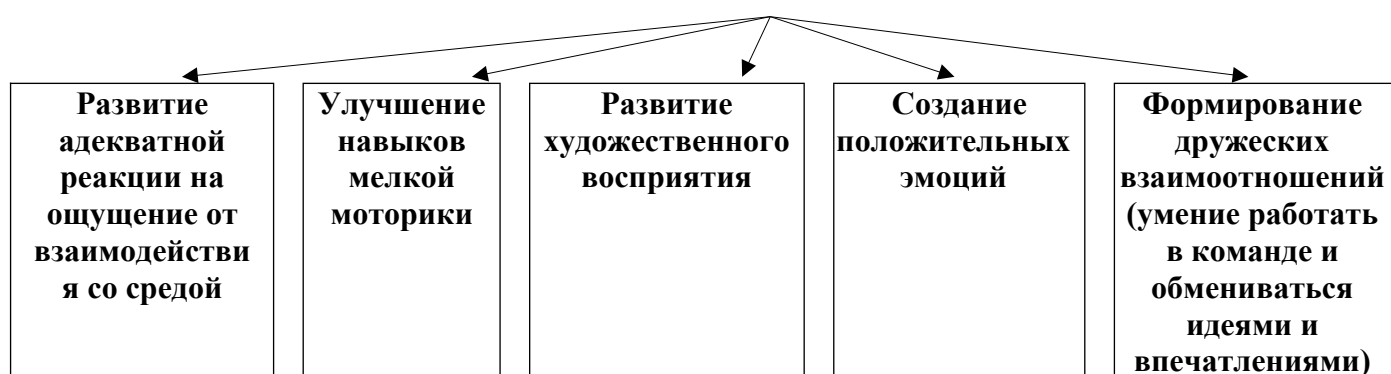 Развитие
адекватной
реакции на
ощущение от
взаимодействи
я со средой
Улучшение
навыков
мелкой
моторики
Развитие
художественного
восприятия
Создание
положительных
эмоций
Формирование
дружеских
взаимоотношений
(умение работать
в команде и
обмениваться
идеями и
впечатлениями)